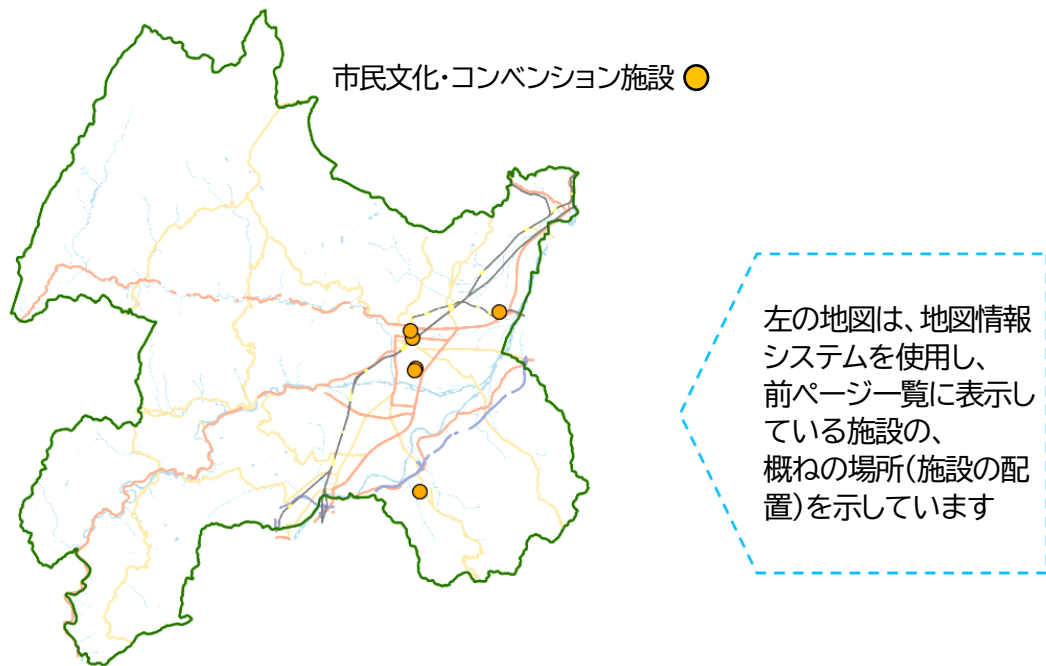 市民文化・コンベンション施設
左の地図は、地図情報
システムを使用し、
前ページ一覧に表示し
ている施設の、
概ねの場所(施設の配
置)を示しています